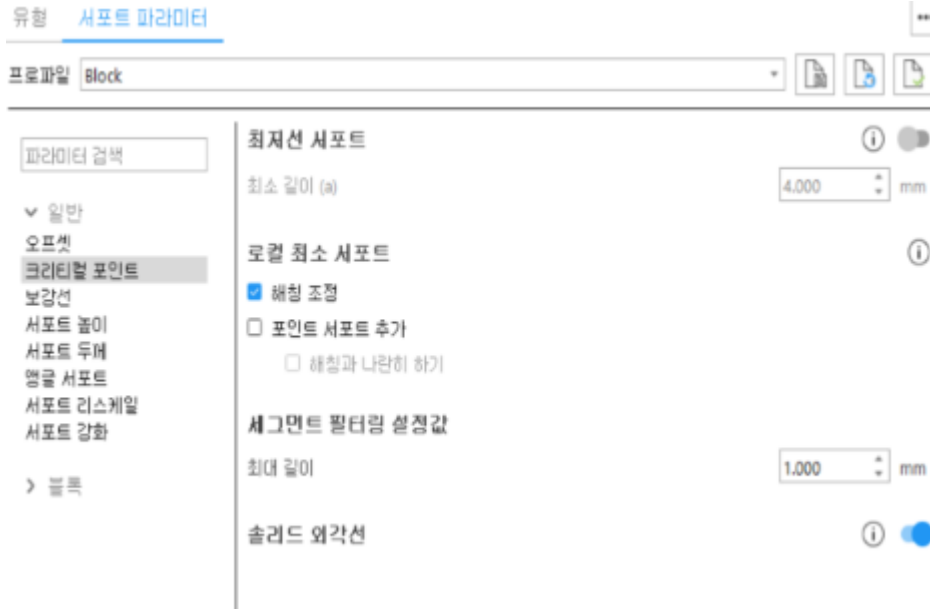 유형 서포트 파라미터
프로파일 Block
파라미터 검색
일반
오프셋
크리티컬 포인트
보강선
서포트 높이
서포트 두께
앵글 서포트
서포트 리스케일
서포트 강화
블록
최저선 서포트
최소 길이 (a) 4.000 mm
로컬 최소 서포트
해칭 조정
포인트 서포트 추가
해칭과 나란히 하기
세그먼트 필터링 설정값
최대 길이 1.000 mm
솔리드 외각선